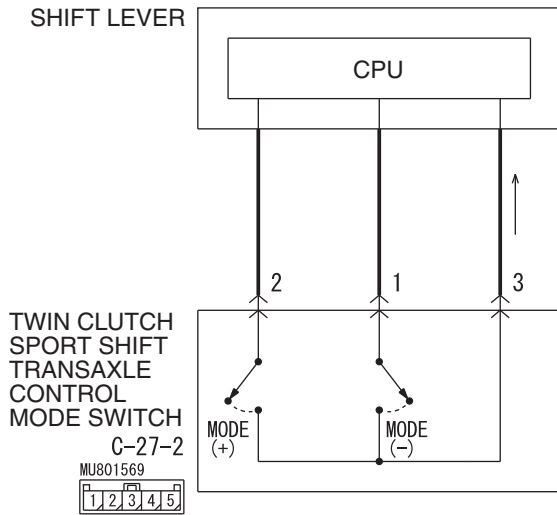 SHIFT LEVER
CPU
2
1
3
TWIN CLUTCH
SPORT SHIFT
TRANSAXLE
CONTROL
MODE SWITCH
C-27-2
MU801569
1 2 3 4 5
MODE
(+)
MODE
(-)